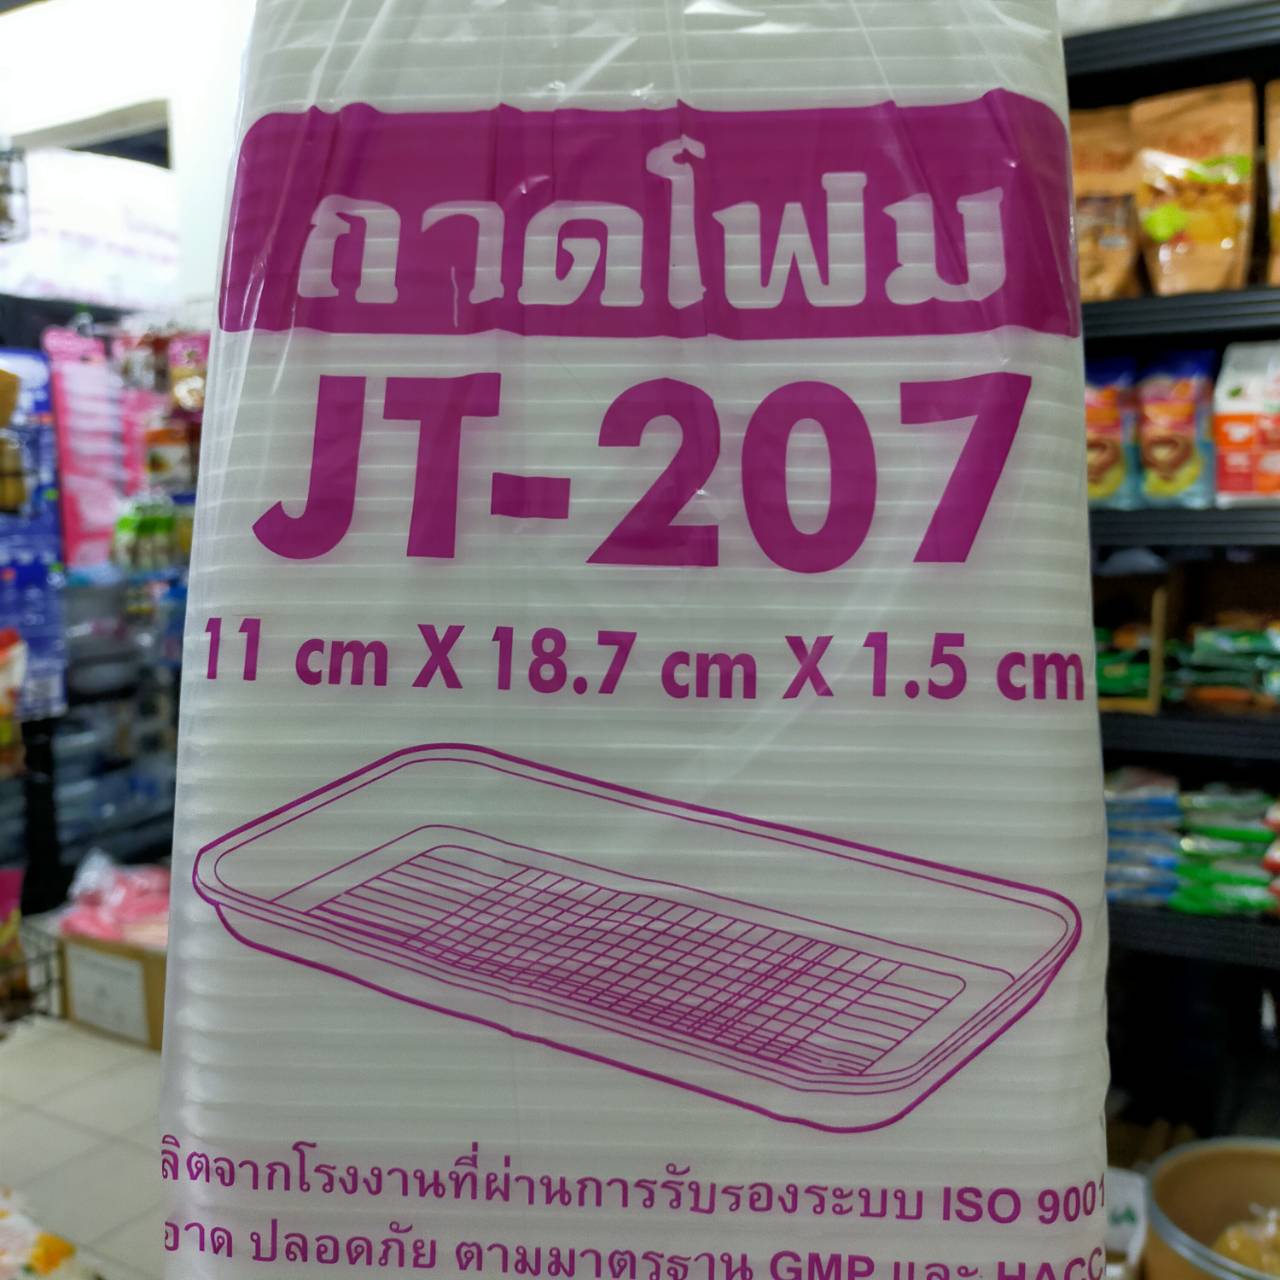 ถาดโฟม
JT-207
11 cm X 18.7 cm X 1.5 cm
ลิตจากโรงงานที่ผ่านการรับรองระบบ ISO 9001
อาด ปลอดภัย ตามมาตรฐาน GMP และ HACC